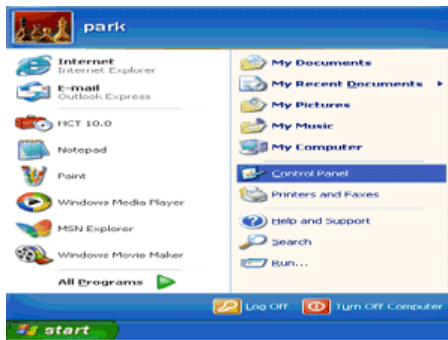 park
Internet
Internet Explorer
E-mail
Outlook Express
HCT 10.0
Notepad
Paint
Windows Media Player
MSN Explorer
Windows Movie Maker
All Programs
My Documents
My Recent Documents
My Pictures
My Music
My Computer
Control Panel
Printers and Faxes
Help and Support
Search
Run...
Log Off
Turn Off Computer
start